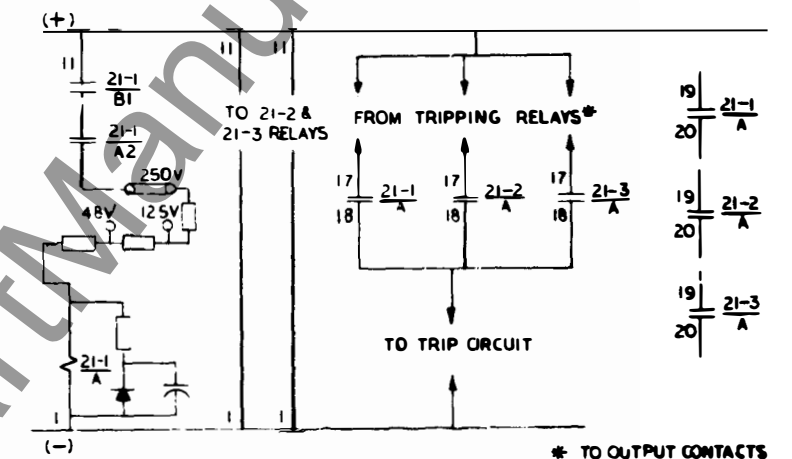 (+)
11
11
11
21-1
B1
21-1
A2
TO 21-2 &
21-3 RELAYS
FROM TRIPPING RELAYS*
250V
48V
125V
17
18
21-1
A
17
18
21-2
A
17
18
21-3
A
19
20
21-1
A
19
20
21-2
A
19
20
21-3
A
TO TRIP CIRCUIT
21-1
A
1
1
1
(-)
* TO OUTPUT CONTACTS